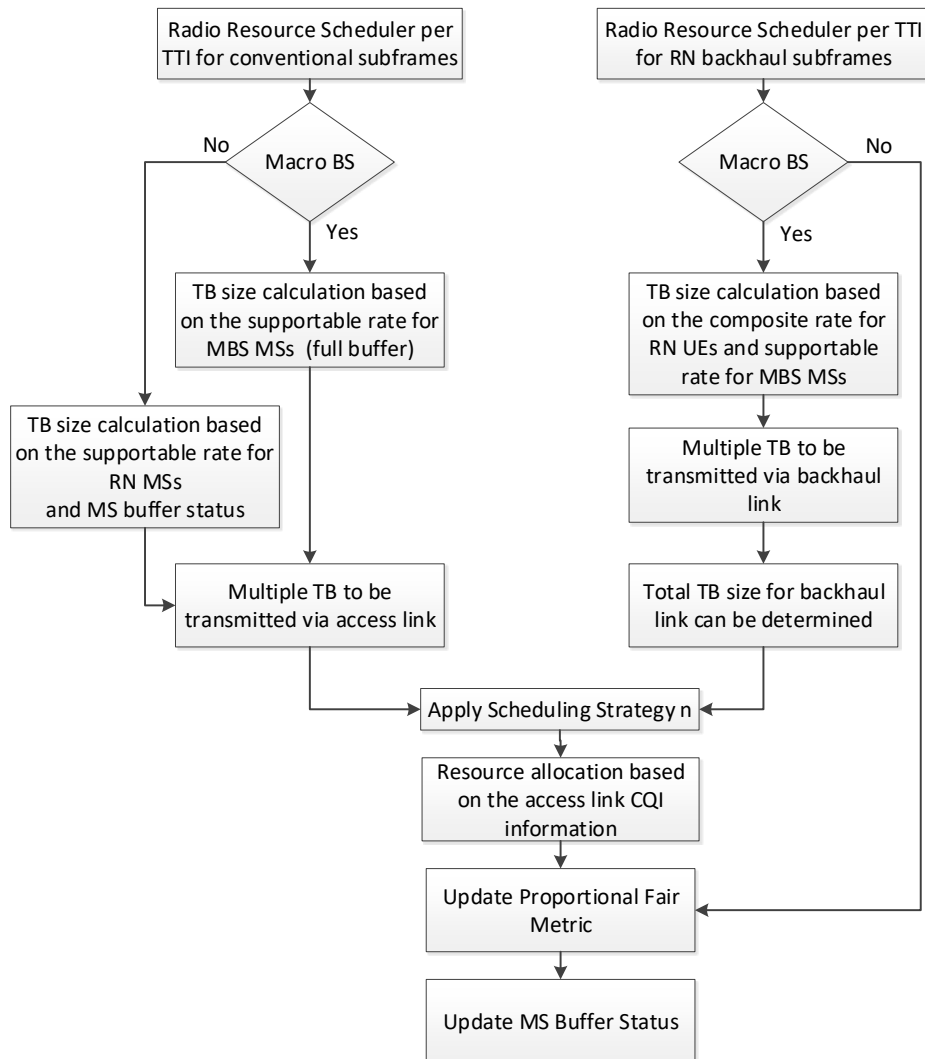 Radio Resource Scheduler per
TTI for conventional subframes
Radio Resource Scheduler per TTI
for RN backhaul subframes
No
Macro BS
Yes
Macro BS
No
Yes
TB size calculation based
on the supportable rate for
MBS MSs (full buffer)
TB size calculation based
on the composite rate for
RN UEs and supportable
rate for MBS MSs
TB size calculation based
on the supportable rate for
RN MSs
and MS buffer status
Multiple TB to be
transmitted via backhaul
link
Multiple TB to be
transmitted via access link
Total TB size for backhaul
link can be determined
Apply Scheduling Strategy n
Resource allocation based
on the access link CQI
information
Update Proportional Fair
Metric
Update MS Buffer Status